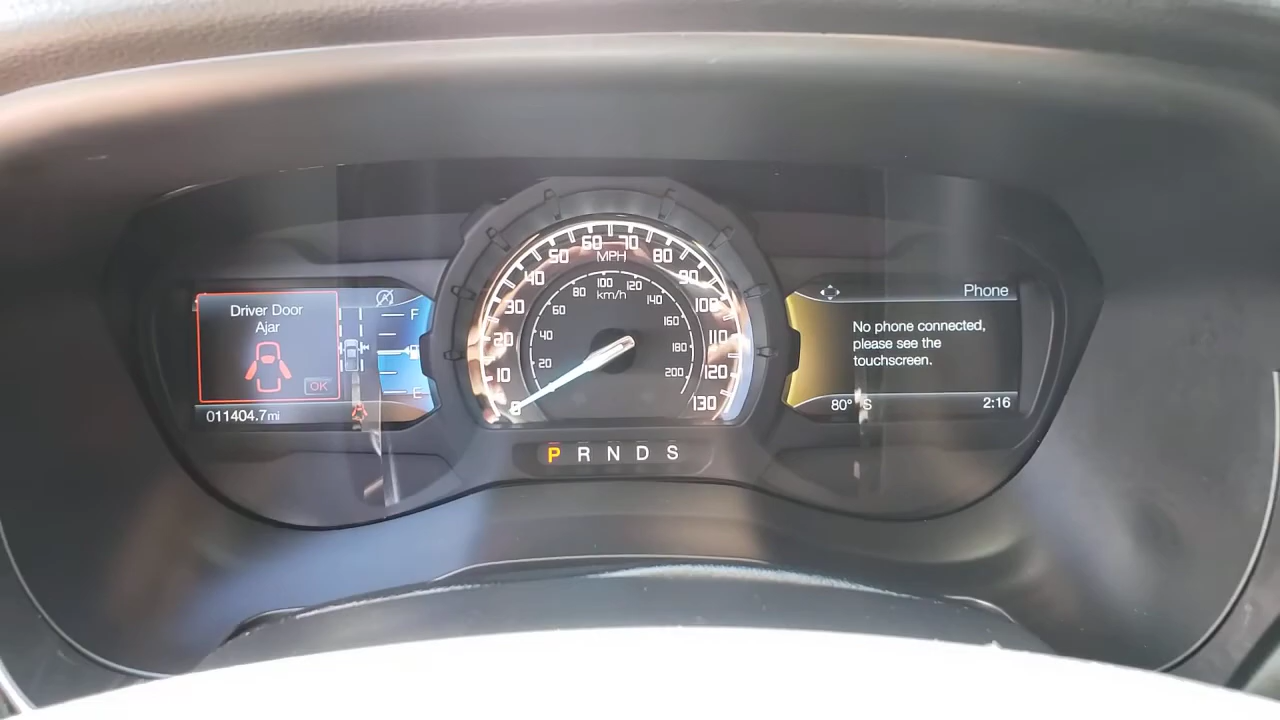 Driver Door
Ajar
OK
F
E
011404.7mi
0 10 20 30 40 50 60 70 80 90 100 110 120 130
MPH
20 40 60 80 100 120 140 160 180 200
km/h
P R N D S
Phone
No phone connected,
please see the
touchscreen.
80° S 2:16